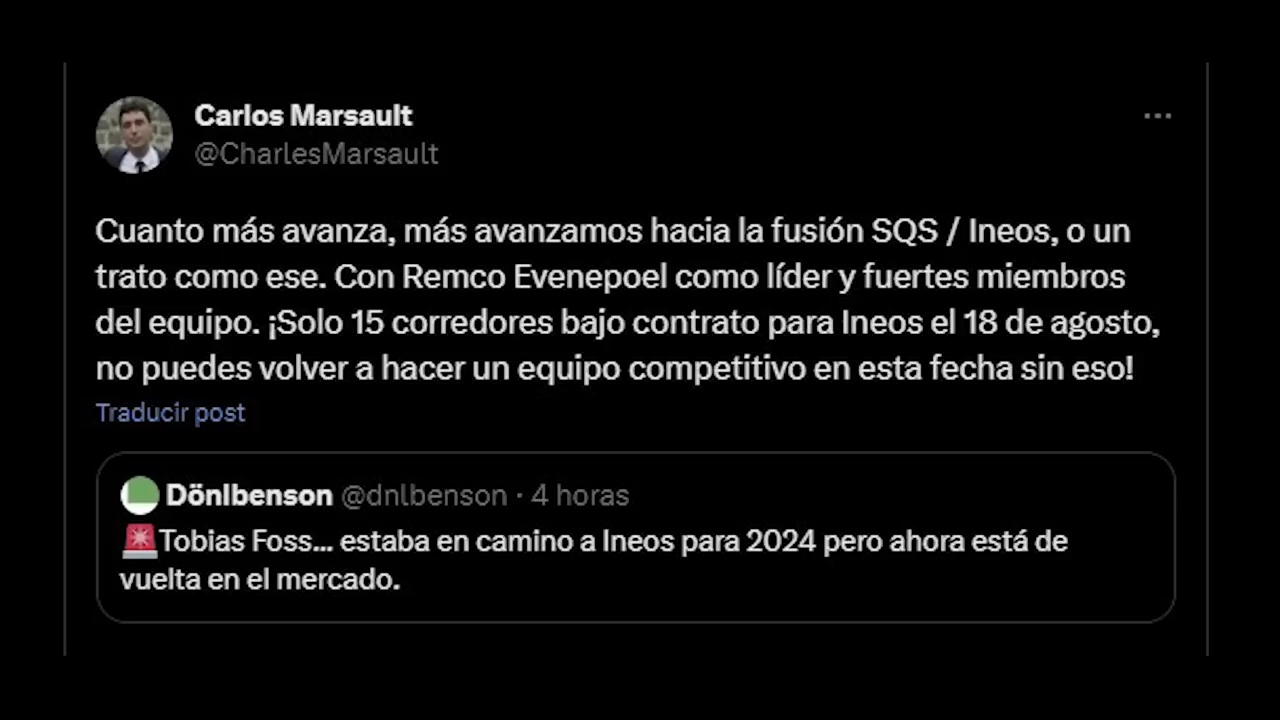 Carlos Marsault
@CharlesMarsault
Cuanto más avanza, más avanzamos hacia la fusión SQS / Ineos, o un
trato como ese. Con Remco Evenepoel como líder y fuertes miembros
del equipo. ¡Solo 15 corredores bajo contrato para Ineos el 18 de agosto,
no puedes volver a hacer un equipo competitivo en esta fecha sin eso!
Traducir post
Dönlbenson @dnlbenson · 4 horas
🚨Tobias Foss... estaba en camino a Ineos para 2024 pero ahora está de
vuelta en el mercado.